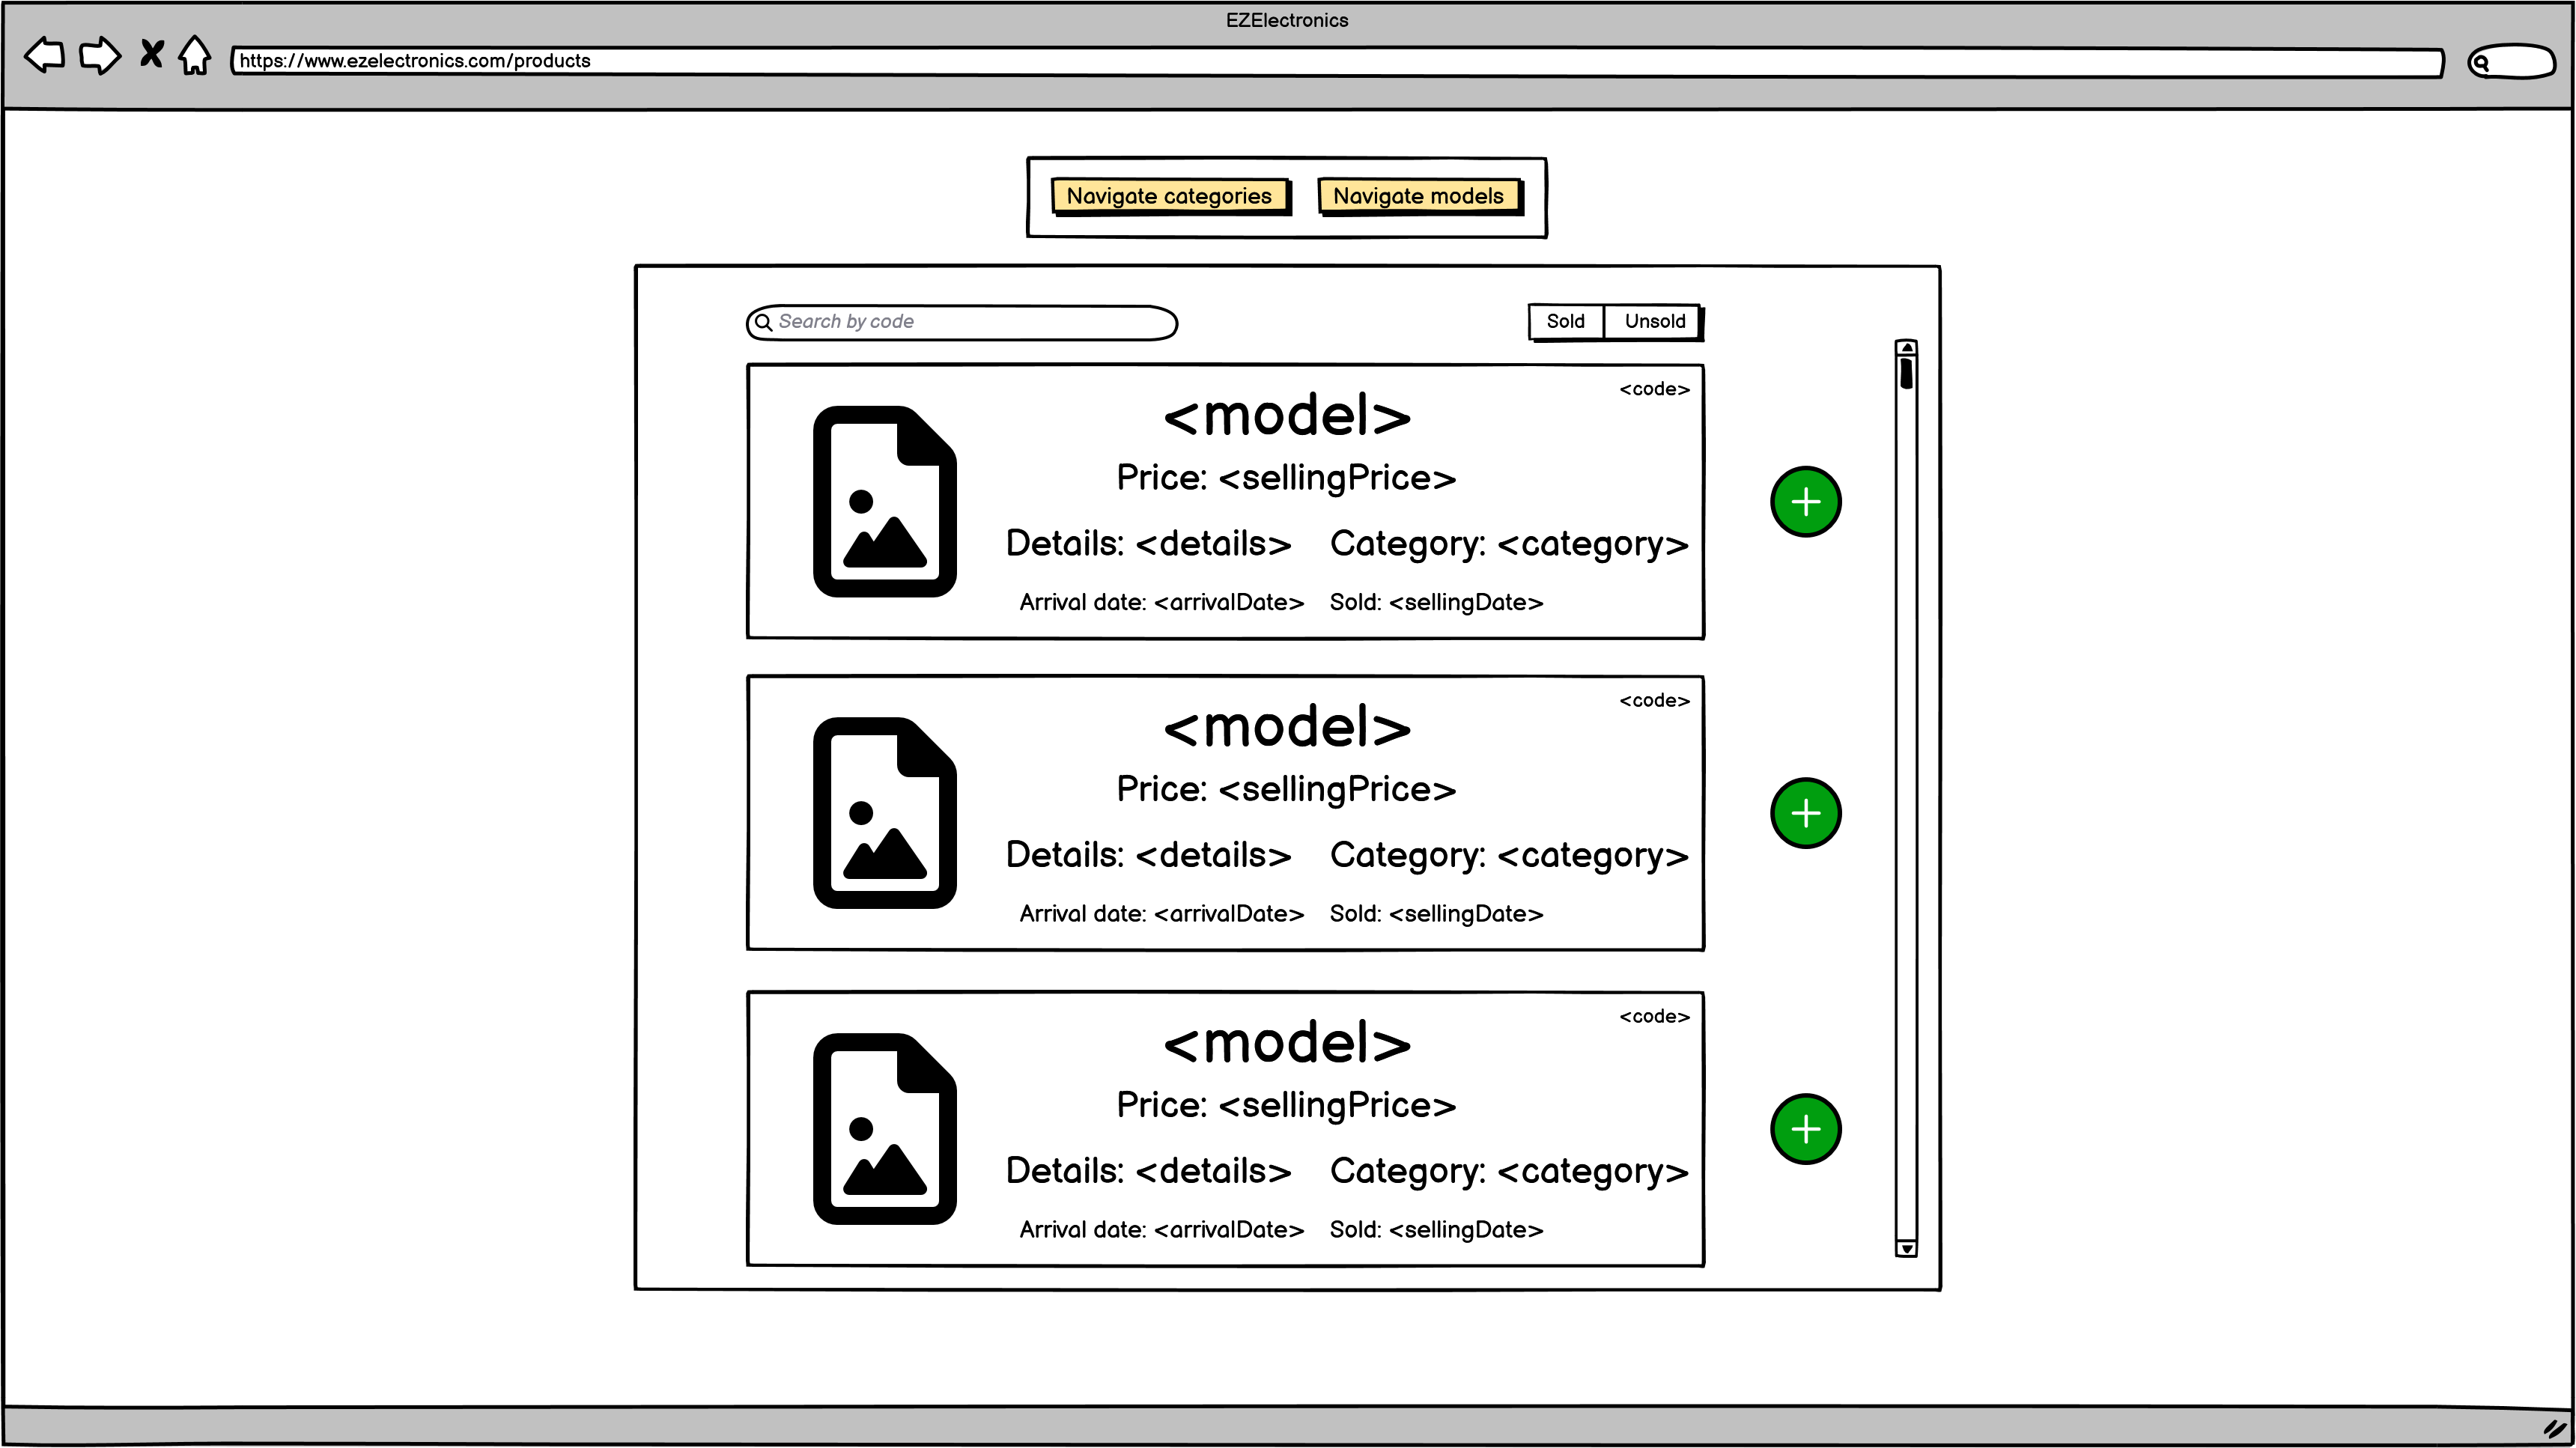 EZElectronics
https://www.ezelectronics.com/products
Navigate categories
Navigate models
Search by code
Sold
Unsold
<code>
<model>
Price: <sellingPrice>
Details: <details>
Category: <category>
Arrival date: <arrivalDate>
Sold: <sellingDate>
<code>
<model>
Price: <sellingPrice>
Details: <details>
Category: <category>
Arrival date: <arrivalDate>
Sold: <sellingDate>
<code>
<model>
Price: <sellingPrice>
Details: <details>
Category: <category>
Arrival date: <arrivalDate>
Sold: <sellingDate>